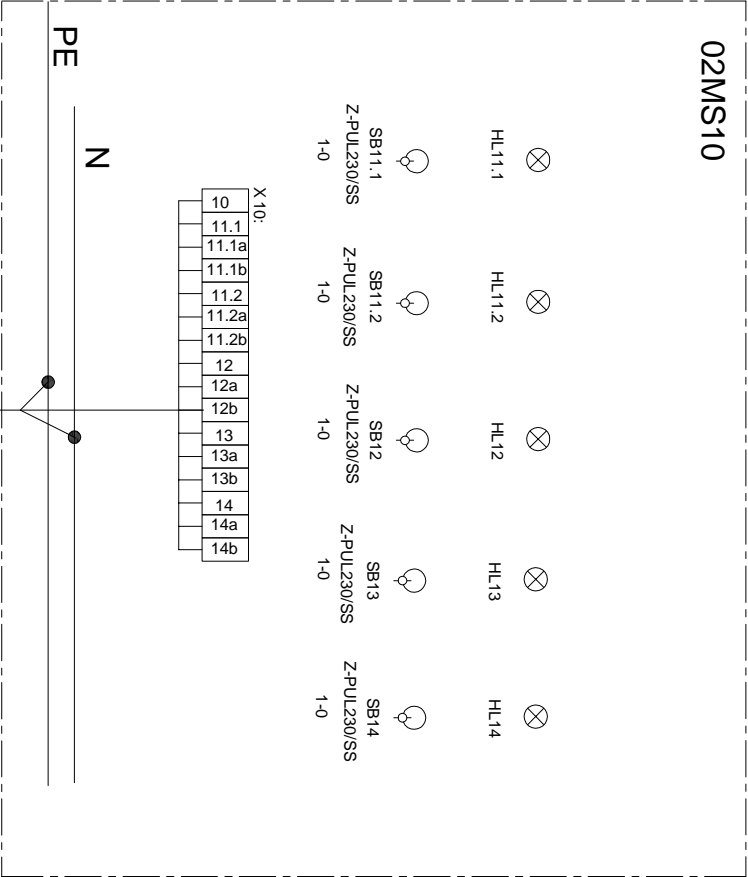 02MS10
HL11.1
HL11.2
HL12
HL13
HL14
SB11.1
Z-PUL230/SS
1-0
SB11.2
Z-PUL230/SS
1-0
SB12
Z-PUL230/SS
1-0
SB13
Z-PUL230/SS
1-0
SB14
Z-PUL230/SS
1-0
X10:
10
11.1
11.1a
11.1b
11.2
11.2a
11.2b
12
12a
12b
13
13a
13b
14
14a
14b
N
PE